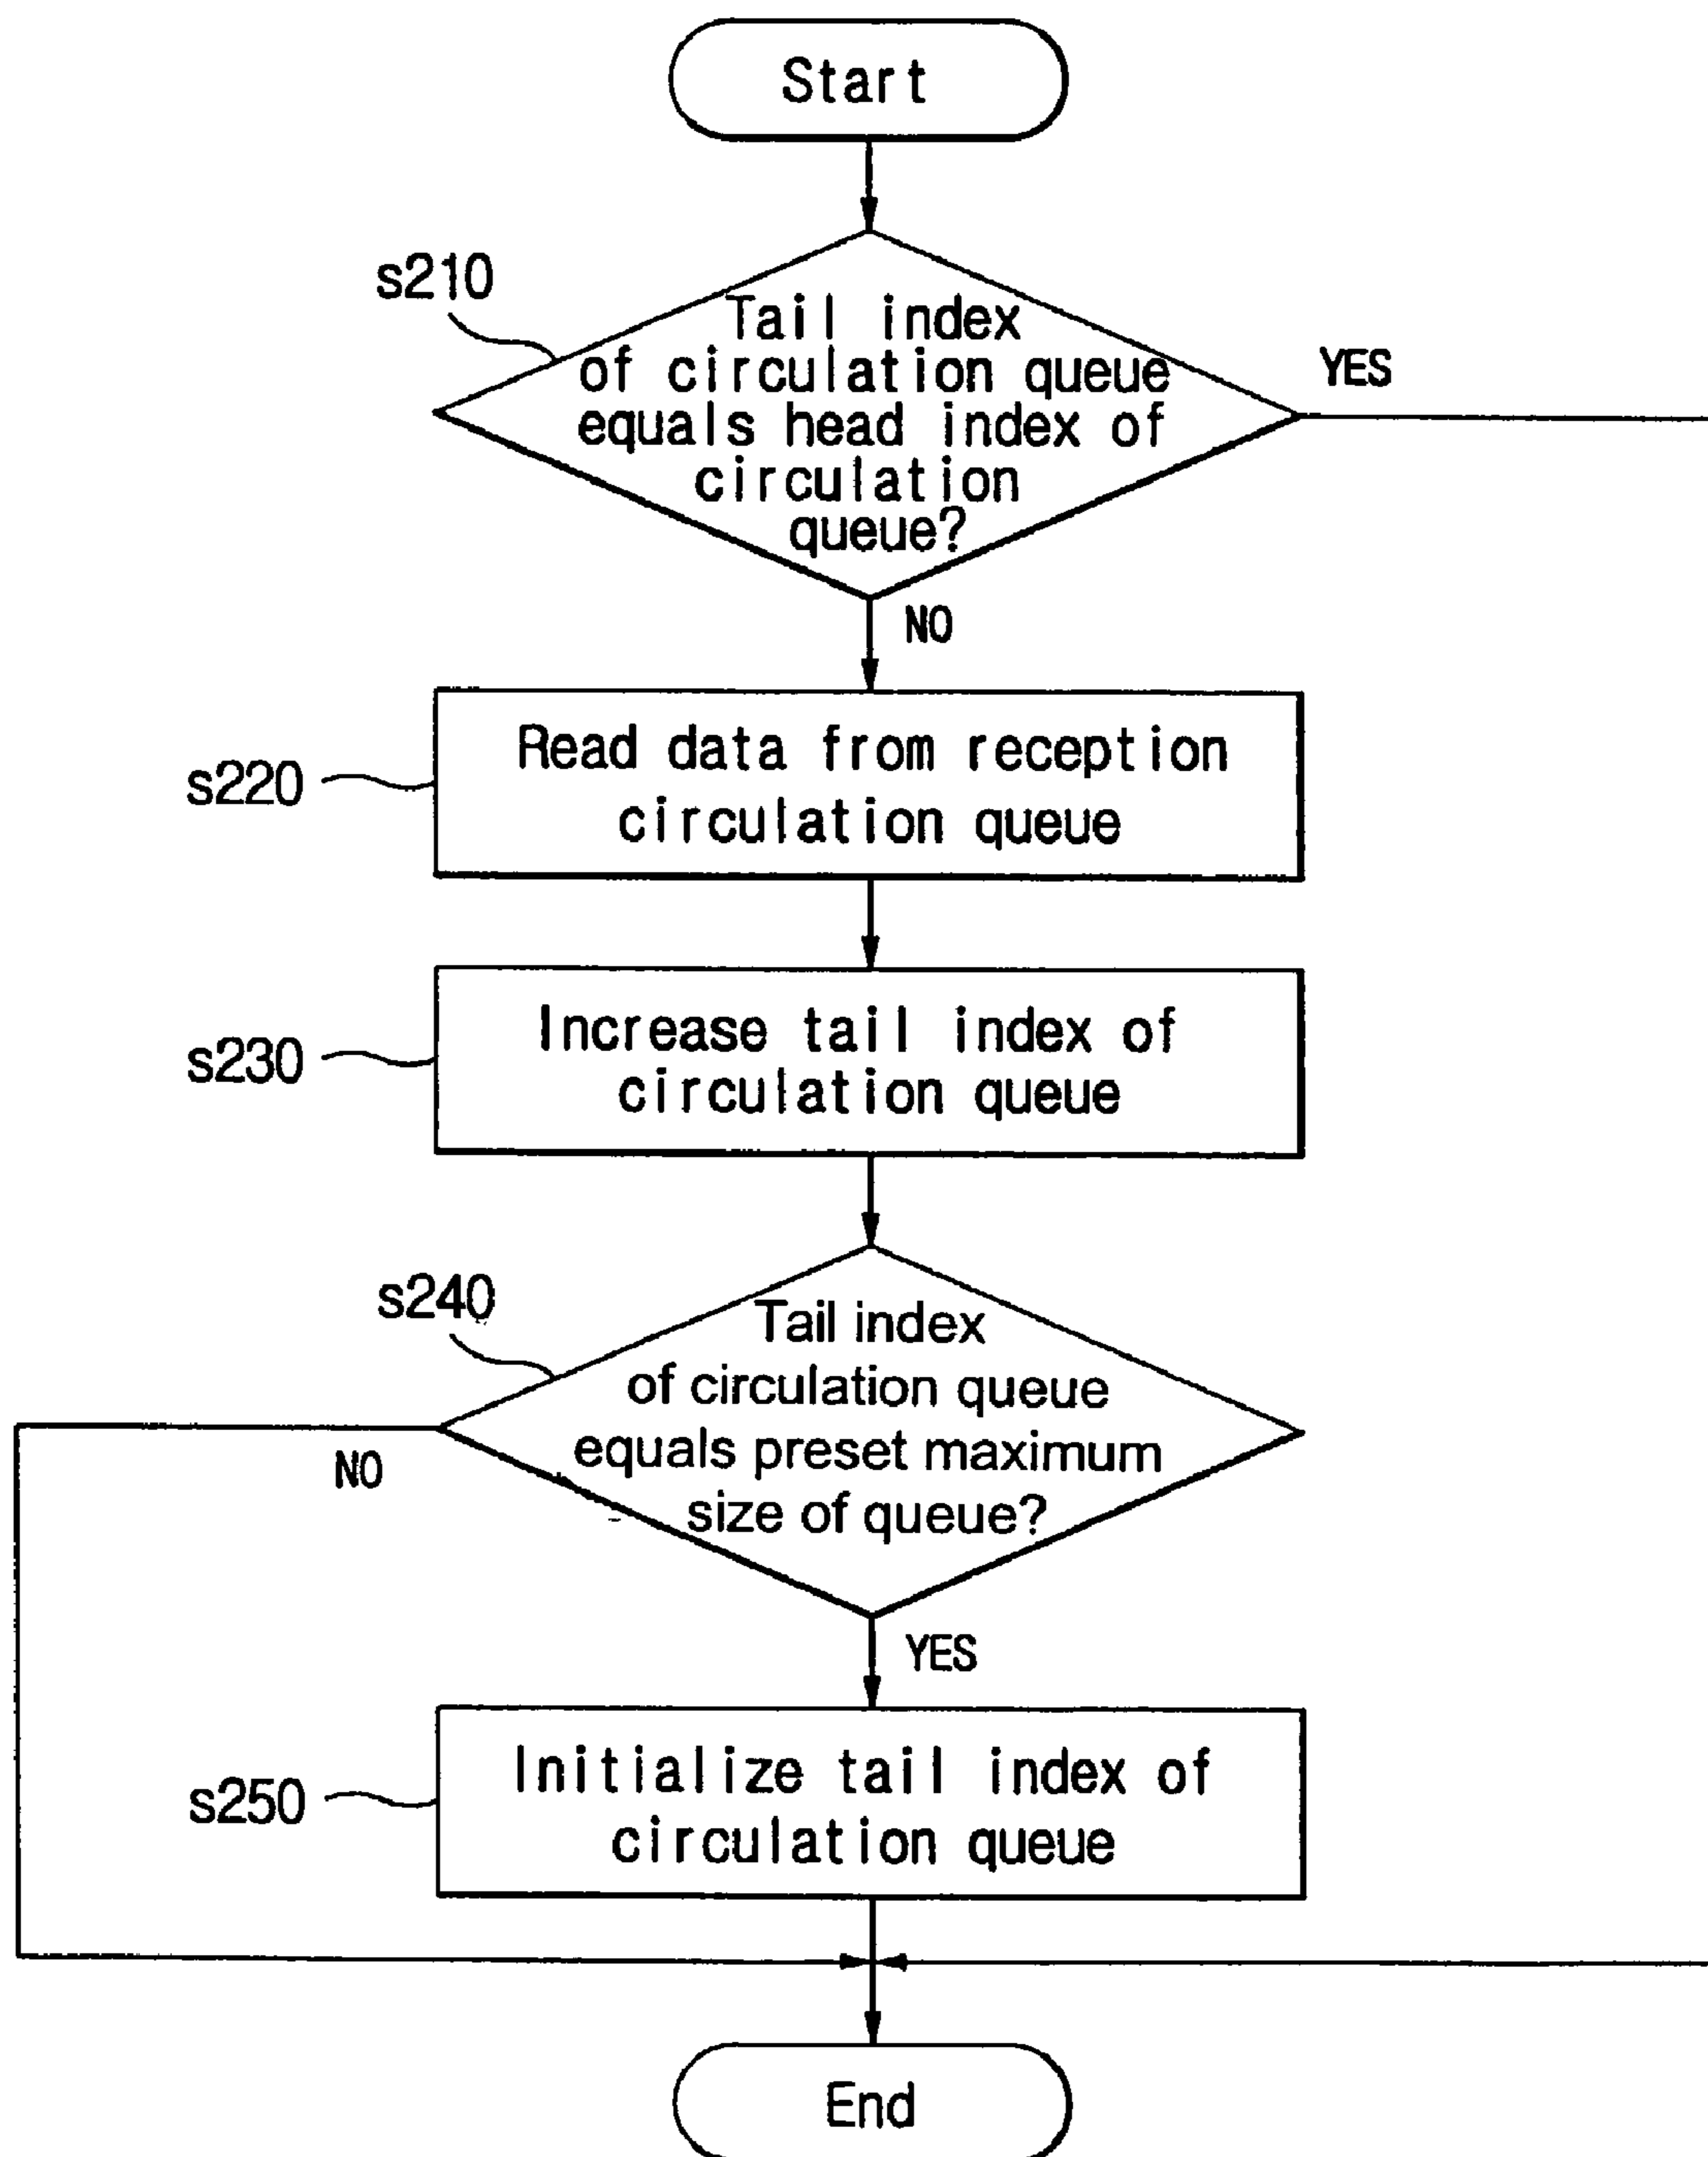 Start
s210
Tail index
of circulation queue
equals head index of
circulation
queue?
YES
NO
s220
Read data from reception
circulation queue
s230
Increase tail index of
circulation queue
s240
Tail index
of circulation queue
equals preset maximum
size of queue?
NO
YES
s250
Initialize tail index of
circulation queue
End